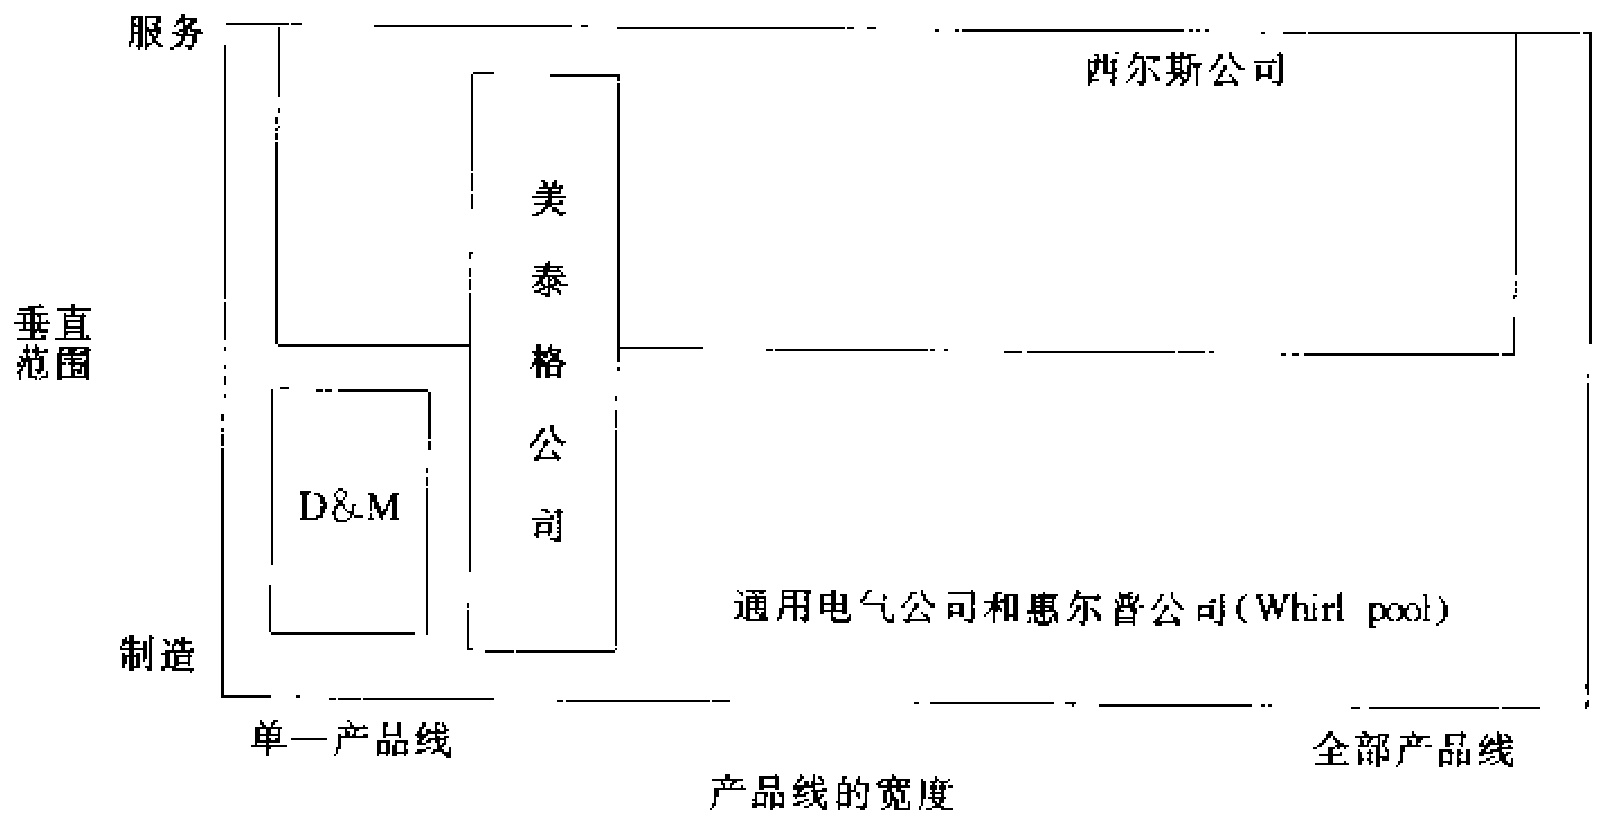 服务
西尔斯公司
美泰格公司
垂直
范围
D&M
通用电气公司和惠尔普公司(Whirl pool)
制造
单一产品线
全部产品线
产品线的宽度